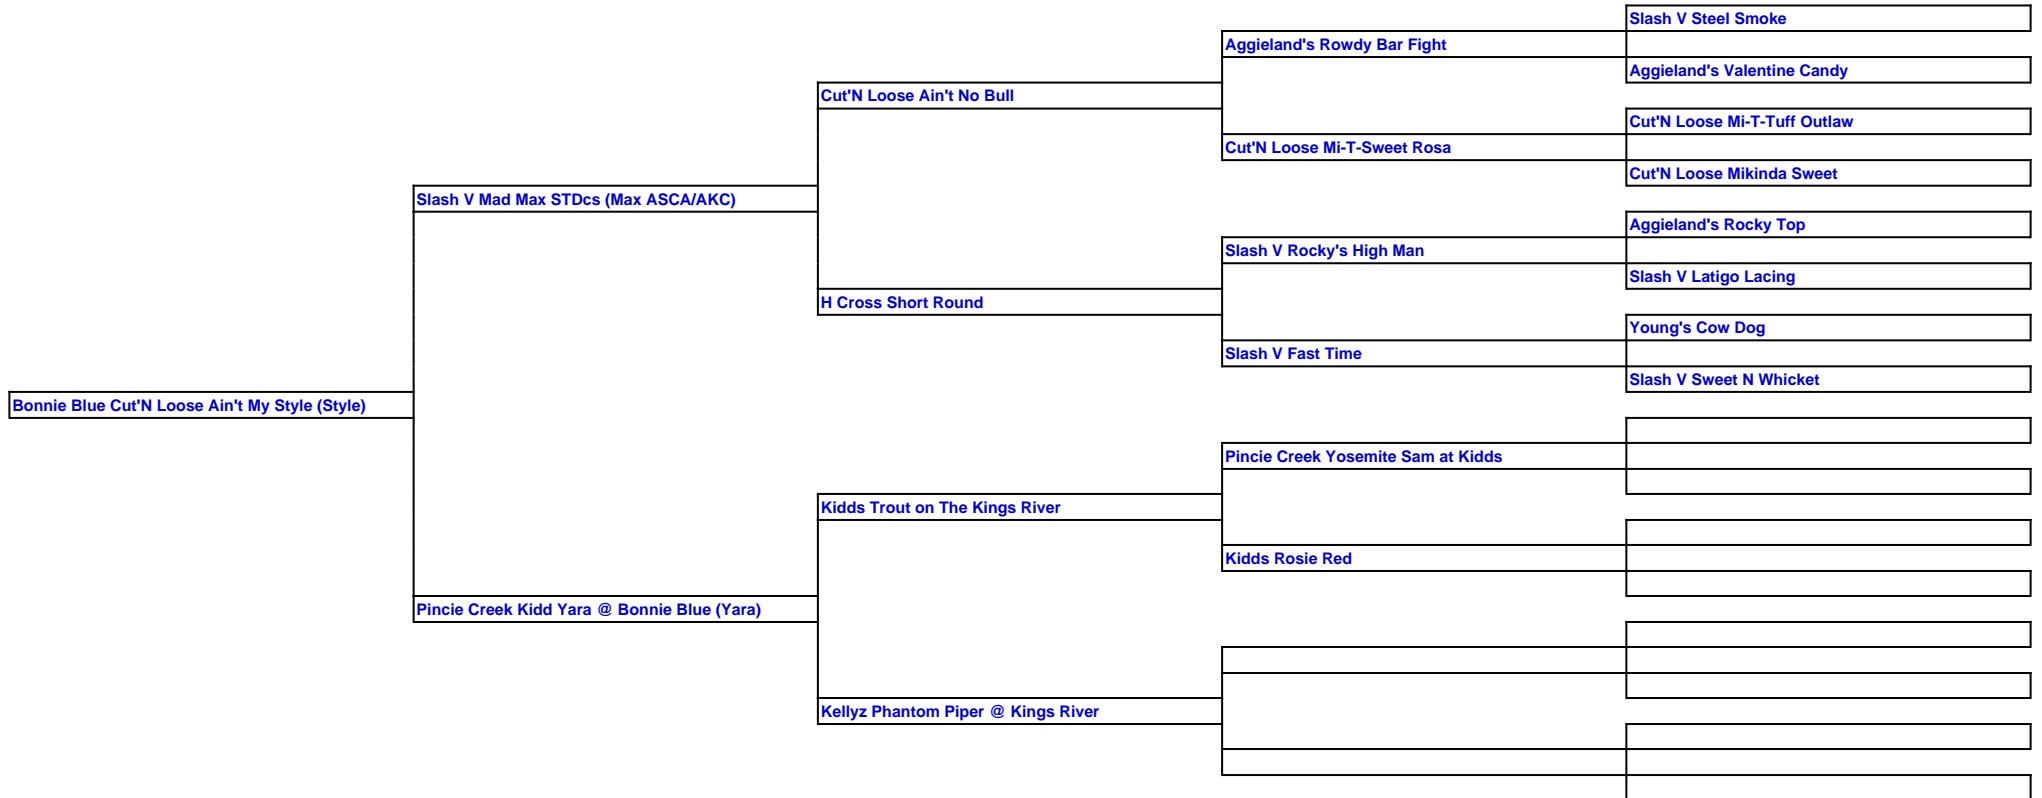 Slash V Steel Smoke
Aggieland's Rowdy Bar Fight
Aggieland's Valentine Candy
Cut'N Loose Ain't No Bull
Cut'N Loose Mi-T-Tuff Outlaw
Cut'N Loose Mi-T-Sweet Rosa
Cut'N Loose Mikinda Sweet
Slash V Mad Max STDcs (Max ASCA/AKC)
Aggieland's Rocky Top
Slash V Rocky's High Man
Slash V Latigo Lacing
H Cross Short Round
Young's Cow Dog
Slash V Fast Time
Slash V Sweet N Whicket
Bonnie Blue Cut'N Loose Ain't My Style (Style)
Pincie Creek Yosemite Sam at Kidds
Kidds Trout on The Kings River
Kidds Rosie Red
Pincie Creek Kidd Yara @ Bonnie Blue (Yara)
Kellyz Phantom Piper @ Kings River